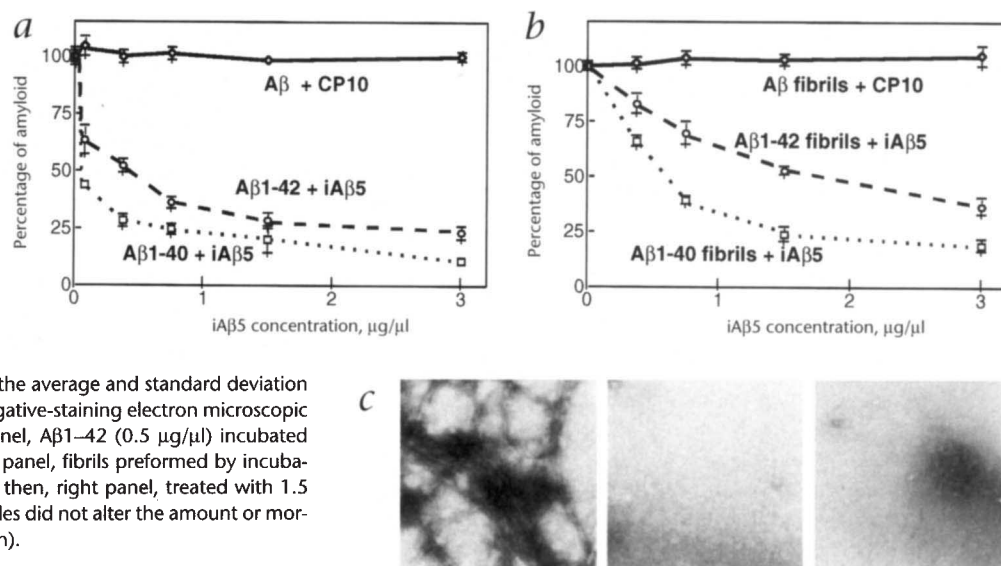 a
Percentage of amyloid
100
75
50
25
0
Aβ + CP10
Aβ1-42 + iAβ5
Aβ1-40 + iAβ5
0
1
2
3
iAβ5 concentration, μg/μl
b
Percentage of amyloid
100
75
50
25
0
Aβ fibrils + CP10
Aβ1-42 fibrils + iAβ5
Aβ1-40 fibrils + iAβ5
0
1
2
3
iAβ5 concentration, μg/μl
the average and standard deviation
gative-staining electron microscopic
nel, Aβ1–42 (0.5 μg/μl) incubated
panel, fibrils preformed by incuba-
then, right panel, treated with 1.5
les did not alter the amount or mor-
n).
c